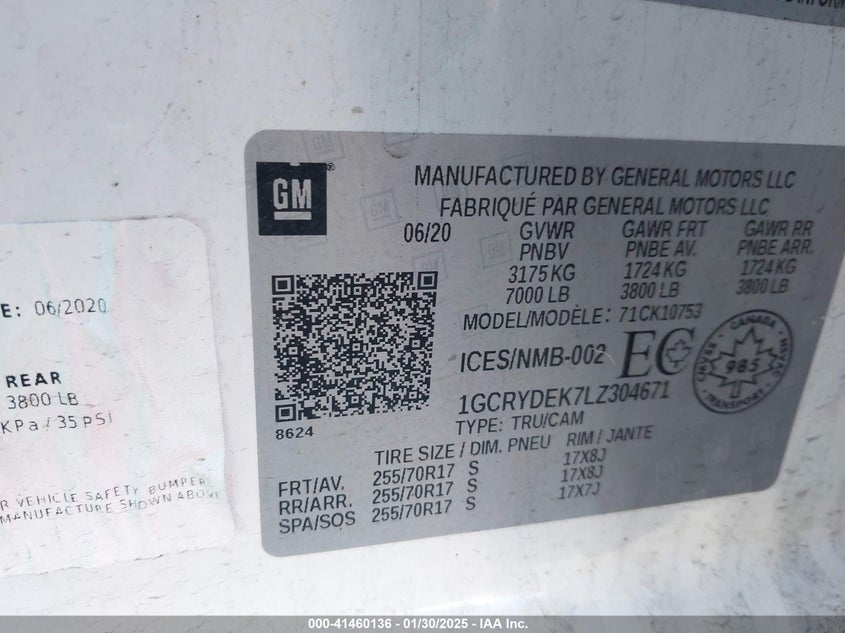 E: 06/2020
REAR
3800 LB
KPa / 35 PSI
R VEHICLE SAFETY BUMPER
MANUFACTURE SHOWN ABOVE
GM
MANUFACTURED BY GENERAL MOTORS LLC
FABRIQUÉ PAR GENERAL MOTORS LLC
06/20 GVWR GAWR FRT GAWR RR
PNBV PNBE AV. PNBE ARR.
3175 KG 1724 KG 1724 KG
7000 LB 3800 LB 3800 LB
MODEL/MODÈLE: 71CK10753
ICES/NMB-002 EC
CANADA
985
TRANSPORT
1GCRYDEK7LZ304671
TYPE: TRU/CAM
8624
TIRE SIZE / DIM. PNEU RIM / JANTE
FRT/AV. 255/70R17 S 17X8J
RR/ARR. 255/70R17 S 17X8J
SPA/SOS 255/70R17 S 17X7J
000-41460136 - 01/30/2025 - IAA Inc.